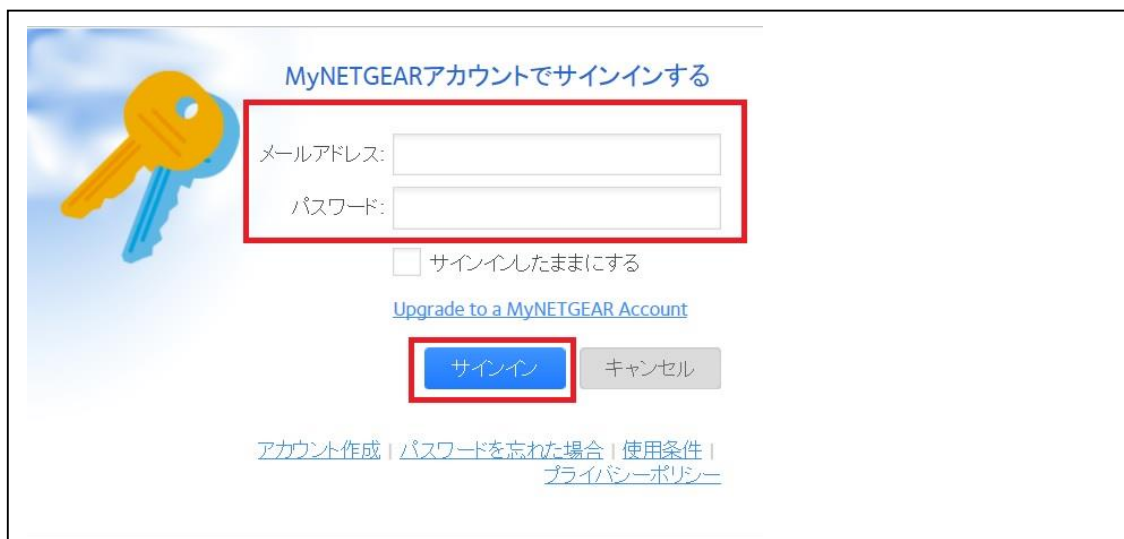 MyNETGEARアカウントでサインインする
メールアドレス:
パスワード:
サインインしたままにする
Upgrade to a MyNETGEAR Account
サインイン キャンセル
アカウント作成 | パスワードを忘れた場合 | 使用条件 |
プライバシーポリシー